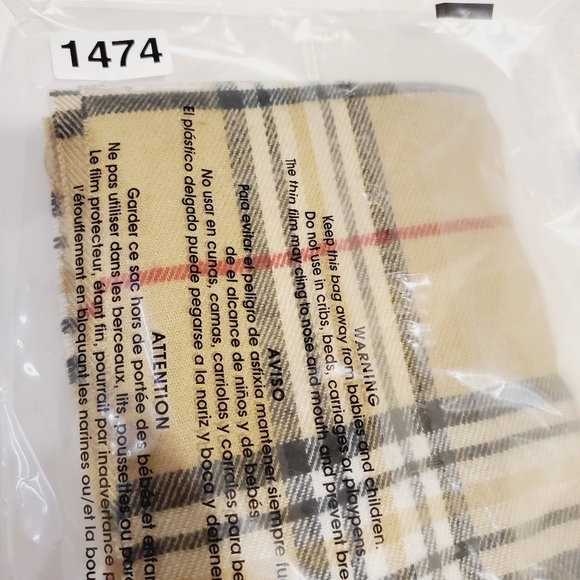 1474
WARNING
Keep this bag away from babies and children.
Do not use in cribs, beds, carriages or playpens.
The thin film may cling to nose and mouth and prevent
AVISO
Para evitar el peligro de asfixia mantener siempre
de el alcance de niños y de bebés.
No usar en cunas, camas, carriolas y corrales para
El plástico delgado puede pegarse a la nariz y boca y
ATTENTION
Garder ce sac hors de portée des bébés et
Ne pas utiliser dans les berceaux, lits, poussettes ou
Le film protecteur, étant fin, pourrait par inadvertance
l'étouffement en bloquant les narines ou/et la